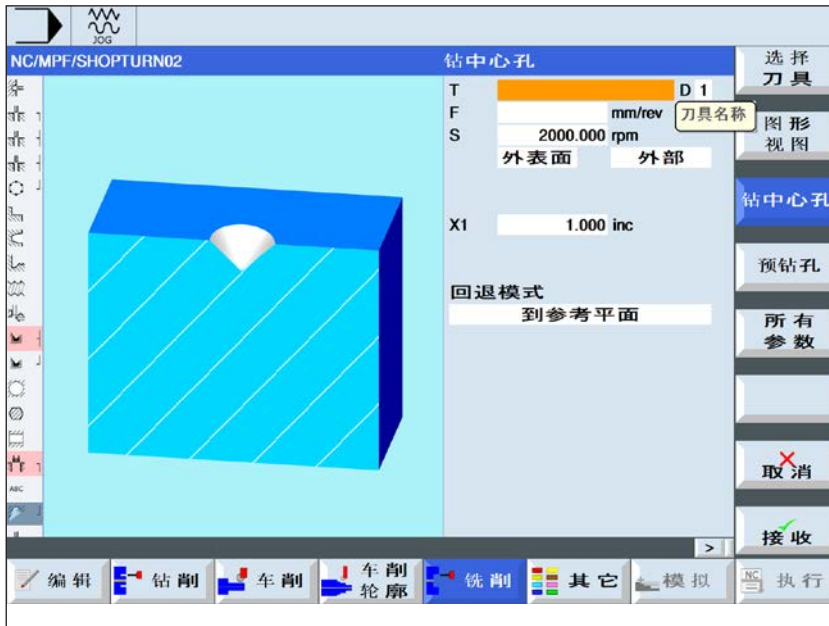 JOG
NC/MPF/SHOPTURN02
钻中心孔
T D 1
F mm/rev
刀具名称
S 2000.000 rpm
外表面 外部
X1 1.000 inc
回退模式
到参考平面
选择
刀具
图形
视图
钻中心孔
预钻孔
所有
参数
取消
接收
ABC
>
编辑
钻削
车削
车削
轮廓
铣削
其它
模拟
NC
执行